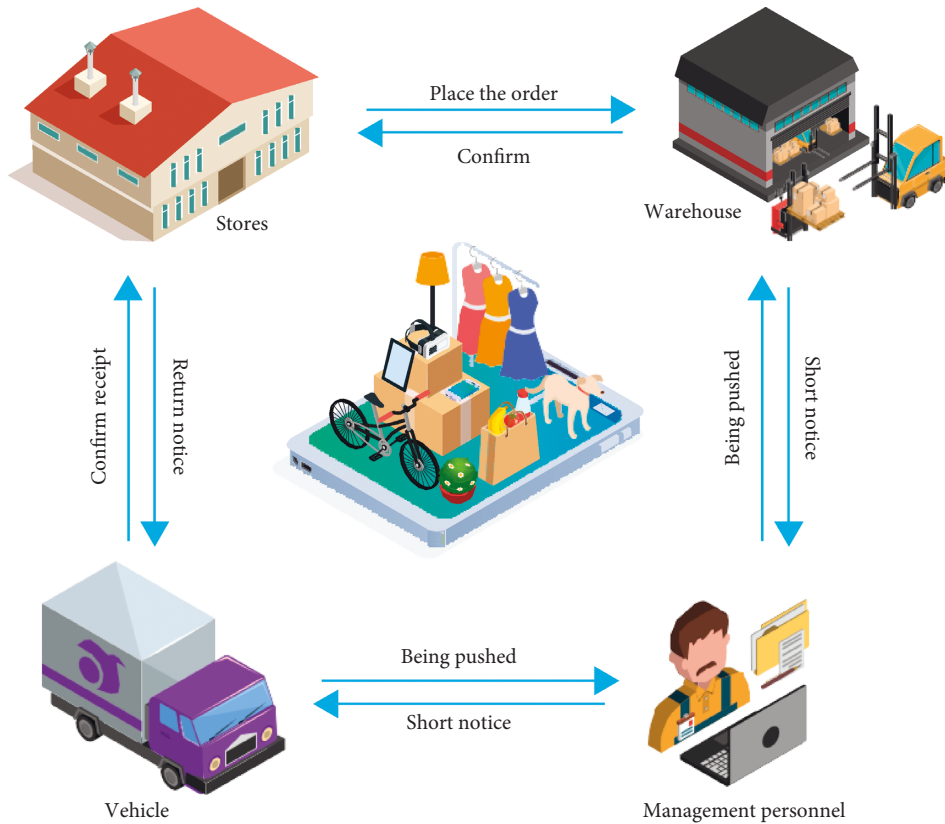 Place the order
Confirm
Stores
Warehouse
Confirm receipt
Return notice
Being pushed
Short notice
Being pushed
Short notice
Vehicle
Management personnel